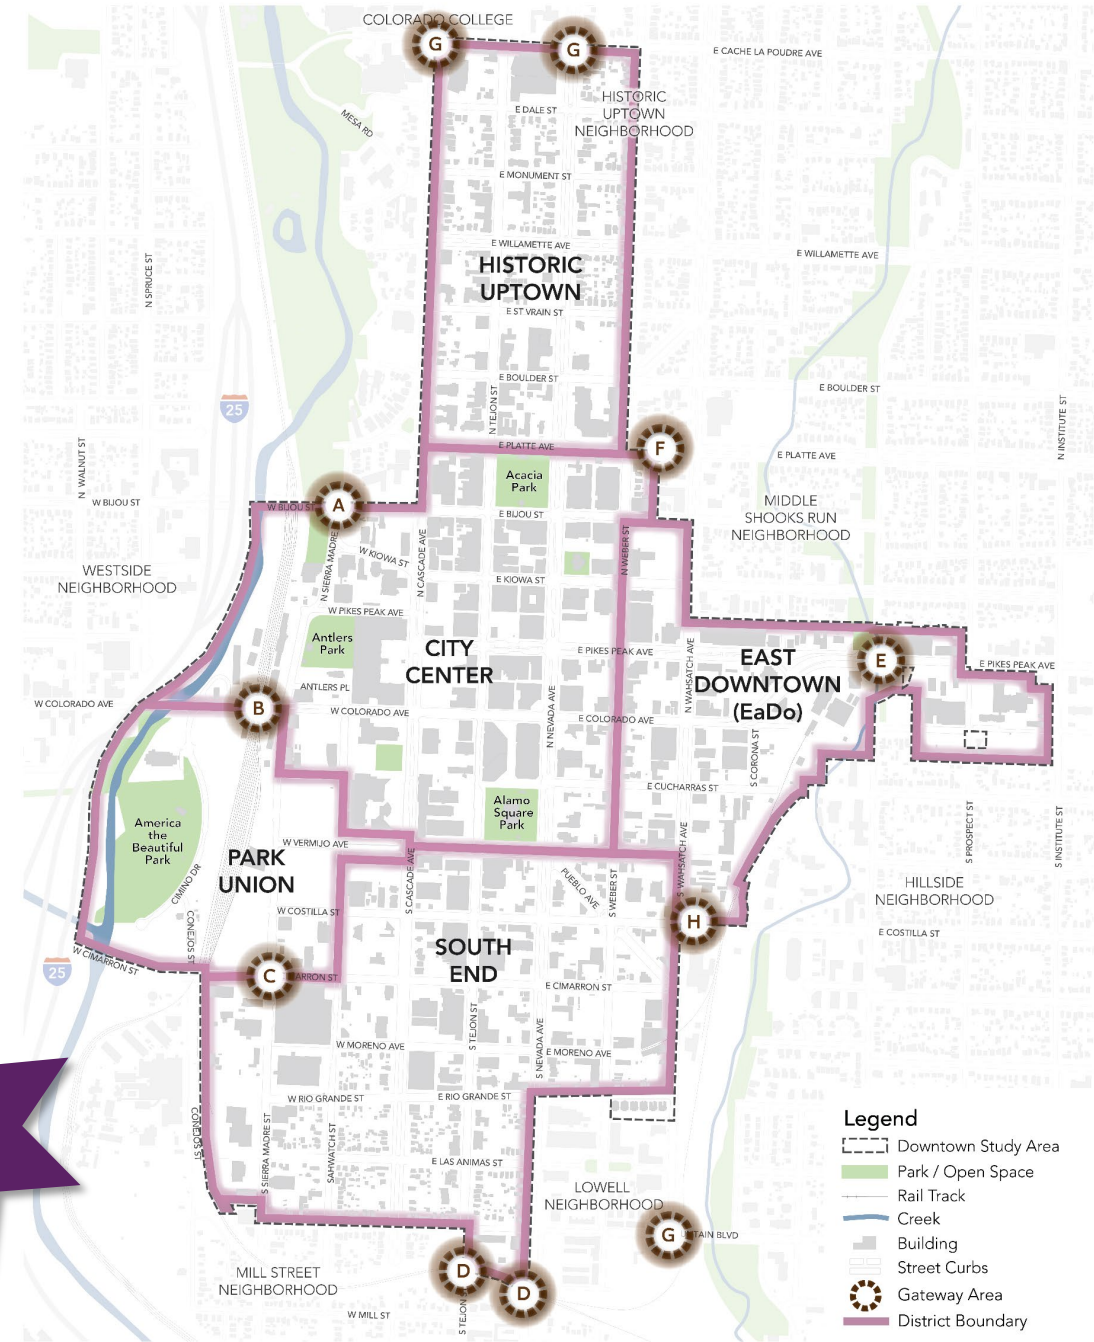 COLORADO COLLEGE
G
G
E CACHE LA POUDRE AVE
HISTORIC
UPTOWN
NEIGHBORHOOD
E DALE ST
MESA RD
E MONUMENT ST
E WILLAMETTE AVE
E WILLAMETTE AVE
HISTORIC
UPTOWN
N SPRUCE ST
E ST VRAIN ST
E BOULDER ST
E BOULDER ST
N TEJON ST
25
N INSTITUTE ST
N WALNUT ST
E PLATTE AVE
F
E PLATTE AVE
Acacia
Park
W BIJOU ST
W BIJOU ST
A
E BIJOU ST
MIDDLE
SHOOKS RUN
NEIGHBORHOOD
N WEBER ST
N SIERRA MADRE
W KIOWA ST
N CASCADE AVE
E KIOWA ST
WESTSIDE
NEIGHBORHOOD
W PIKES PEAK AVE
Antlers
Park
CITY
CENTER
E PIKES PEAK AVE
N WAHSATCH AVE
EAST
DOWNTOWN
(EaDo)
E
E PIKES PEAK AVE
ANTLERS PL
W COLORADO AVE
B
W COLORADO AVE
N NEVADA AVE
E COLORADO AVE
S CORONA ST
E CUCHARRAS ST
Alamo
Square
Park
America
the
Beautiful
Park
W VERMIJO AVE
S CASCADE AVE
S WAHSATCH AVE
S PROSPECT ST
S INSTITUTE ST
PARK
UNION
CIMINO DR
PUEBLO AVE
S WEBER ST
HILLSIDE
NEIGHBORHOOD
W COSTILLA ST
CONEJOS ST
H
E COSTILLA ST
SOUTH
END
W CIMARRON ST
25
C
ARRON ST
E CIMARRON ST
S TEJON ST
S NEVADA AVE
W MORENO AVE
E MORENO AVE
W RIO GRANDE ST
E RIO GRANDE ST
CONEJOS ST
S SIERRA MADRE ST
SAHWATCH ST
E LAS ANIMAS ST
LOWELL
NEIGHBORHOOD
G
TAIN BLVD
D
D
MILL STREET
NEIGHBORHOOD
W MILL ST
S TEJON
Legend
Downtown Study Area
Park / Open Space
Rail Track
Creek
Building
Street Curbs
Gateway Area
District Boundary